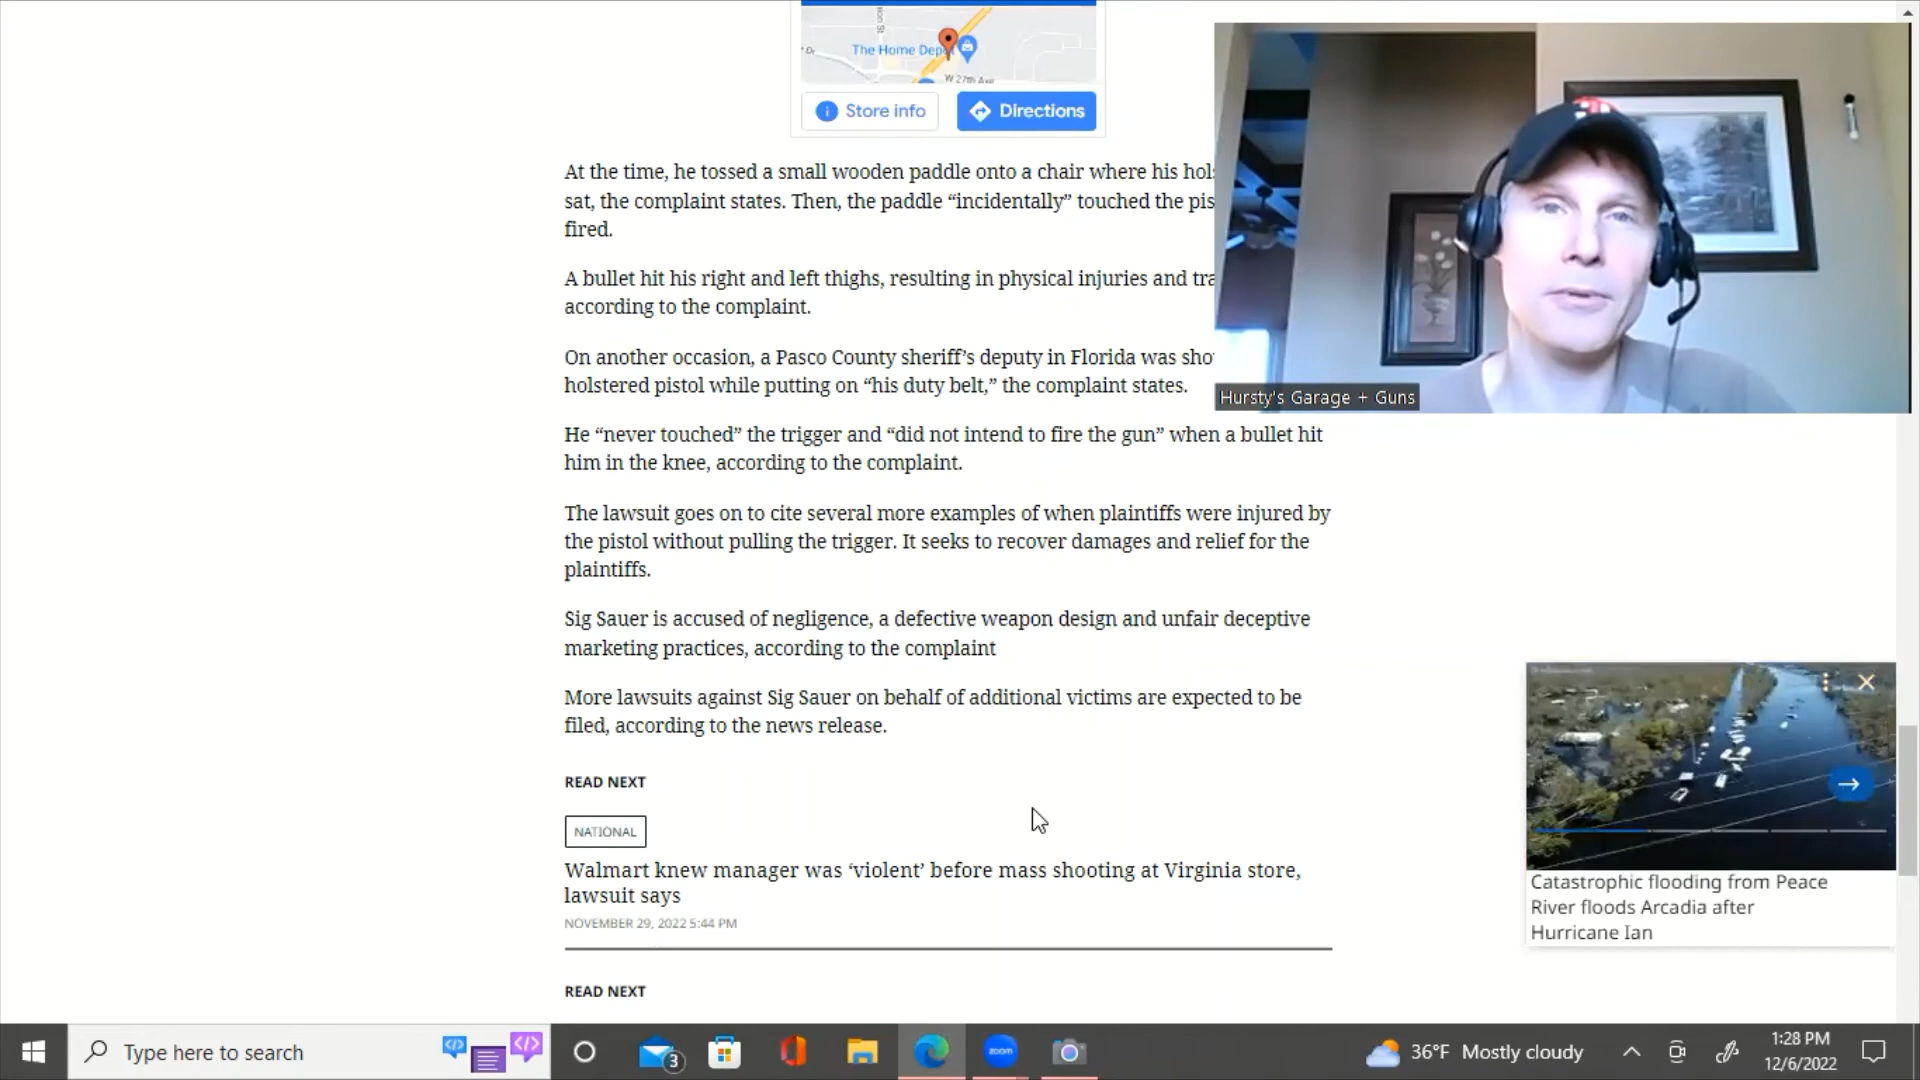 The Home Dep
W 27th Ave
Store info
Directions
At the time, he tossed a small wooden paddle onto a chair where his hol
sat, the complaint states. Then, the paddle “incidentally” touched the pis
fired.
A bullet hit his right and left thighs, resulting in physical injuries and tra
according to the complaint.
On another occasion, a Pasco County sheriff’s deputy in Florida was sho
holstered pistol while putting on “his duty belt,” the complaint states.
He “never touched” the trigger and “did not intend to fire the gun” when a bullet hit
him in the knee, according to the complaint.
The lawsuit goes on to cite several more examples of when plaintiffs were injured by
the pistol without pulling the trigger. It seeks to recover damages and relief for the
plaintiffs.
Sig Sauer is accused of negligence, a defective weapon design and unfair deceptive
marketing practices, according to the complaint
More lawsuits against Sig Sauer on behalf of additional victims are expected to be
filed, according to the news release.
READ NEXT
NATIONAL
Walmart knew manager was ‘violent’ before mass shooting at Virginia store,
lawsuit says
NOVEMBER 29, 2022 5:44 PM
READ NEXT
Hursty's Garage + Guns
Catastrophic flooding from Peace
River floods Arcadia after
Hurricane Ian
Type here to search
3
zoom
36°F Mostly cloudy
1:28 PM
12/6/2022